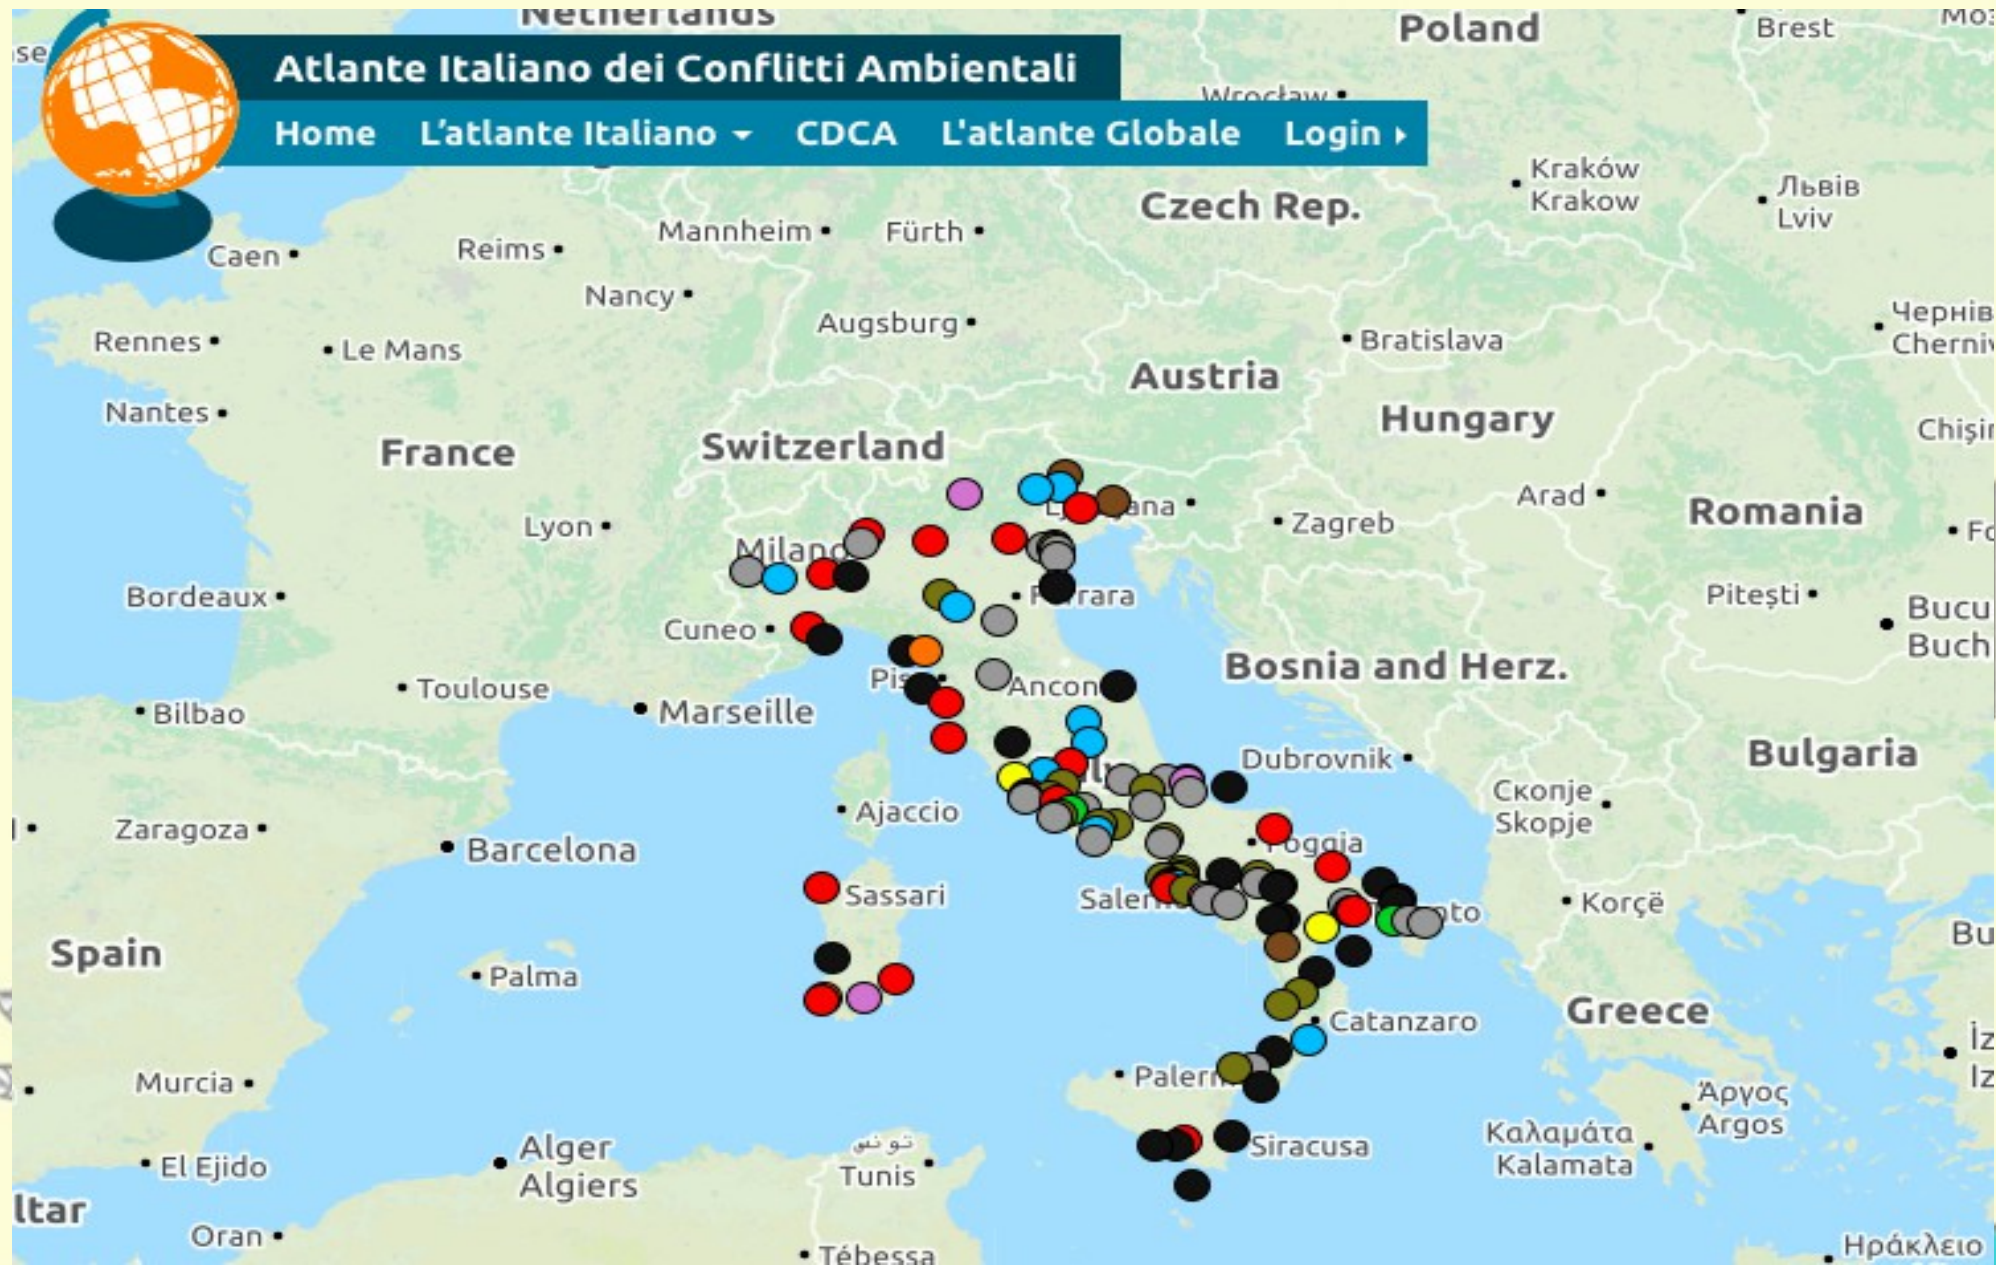 Netherlands
Poland
Brest
Atlante Italiano dei Conflitti Ambientali
Wrocław
Home L'atlante Italiano CDCA L'atlante Globale Login
Kraków
Krakow
Львів
Lviv
Czech Rep.
Caen
Reims
Mannheim
Fürth
Nancy
Augsburg
Rennes
Le Mans
Bratislava
Austria
Nantes
Hungary
France
Switzerland
Arad
Romania
Lyon
Zagreb
Milano
Bordeaux
Cuneo
Pitești
Bosnia and Herz.
Toulouse
Marseille
Bilbao
Dubrovnik
Bulgaria
Скопје
Skopje
Ajaccio
Zaragoza
Barcelona
Sassari
Korçë
Spain
Palma
Catanzaro
Greece
Murcia
Άργος
Argos
Alger
Algiers
تونس
Tunis
Siracusa
Καλαμάτα
Kalamata
El Ejido
Oran
Tébessa
Ηράκλειο